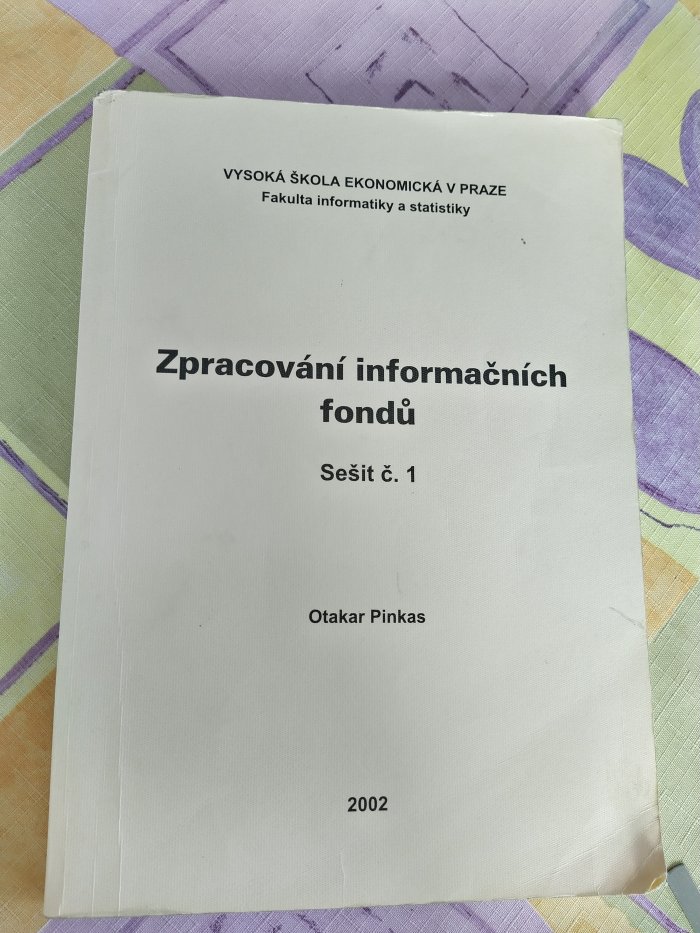 VYSOKÁ ŠKOLA EKONOMICKÁ V PRAZE
Fakulta informatiky a statistiky
Zpracování informačních
fondů
Sešit č. 1
Otakar Pinkas
2002